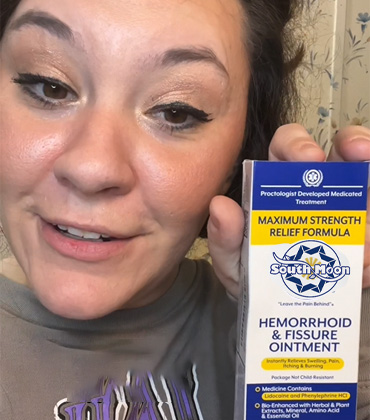 Proctologist Developed Medicated
Treatment
MAXIMUM STRENGTH
RELIEF FORMULA
South Moon
"Leave the Pain Behind"
HEMORRHOID
& FISSURE
OINTMENT
Instantly Relieves Swelling, Pain,
Itching & Burning
Package Not Child-Resistant
Medicine Contains
Lidocaine and Phenylephrine HCl
Bio-Enhanced with Herbal & Plant
Extracts, Mineral, Amino Acid
& Essential Oil